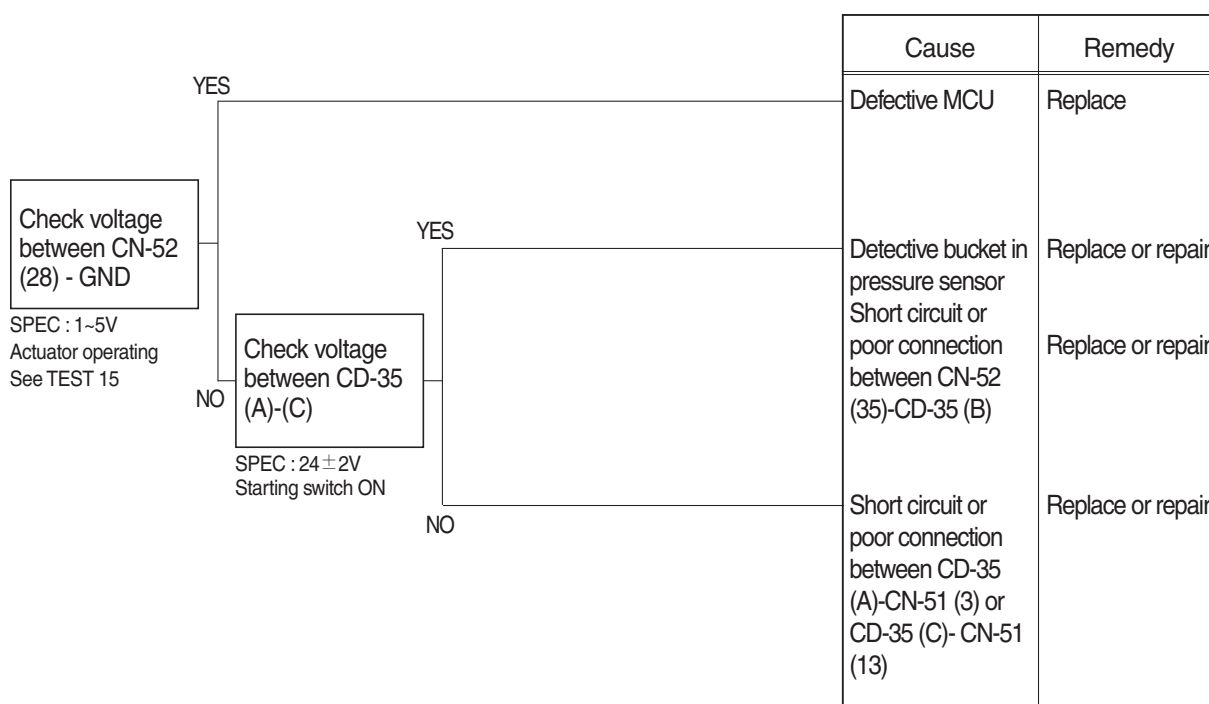 Cause
Remedy
YES
Defective MCU
Replace
Check voltage
between CN-52
(28) - GND
SPEC : 1~5V
Actuator operating
See TEST 15
YES
Detective bucket in
pressure sensor
Replace or repair
Short circuit or
poor connection
between CN-52
(35)-CD-35 (B)
Replace or repair
NO
Check voltage
between CD-35
(A)-(C)
SPEC : 24±2V
Starting switch ON
NO
Short circuit or
poor connection
between CD-35
(A)-CN-51 (3) or
CD-35 (C)- CN-51
(13)
Replace or repair